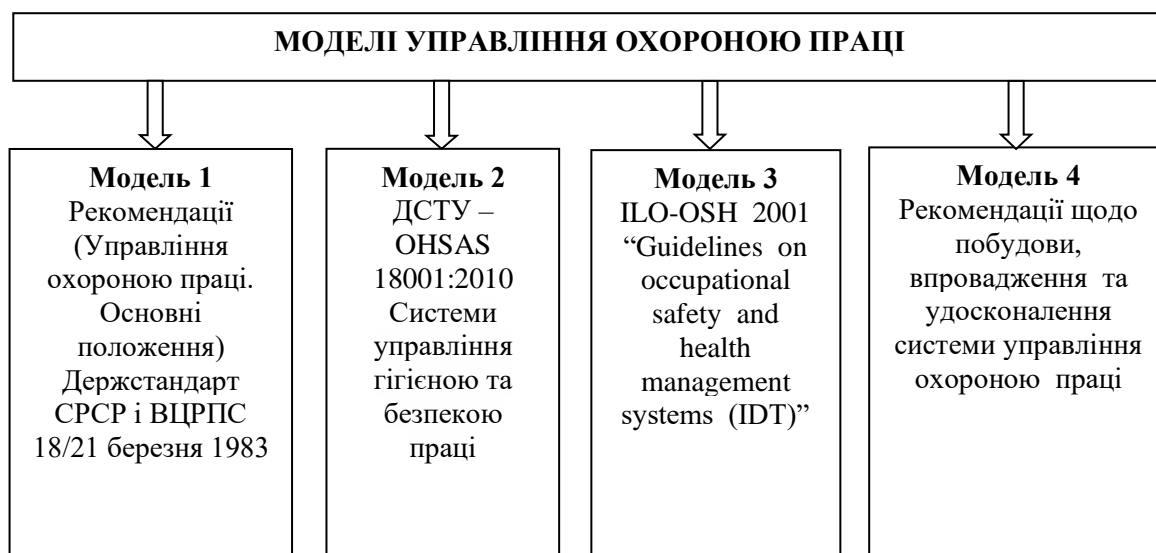 МОДЕЛІ УПРАВЛІННЯ ОХОРОНОЮ ПРАЦІ
Модель 1
Рекомендації
(Управління
охороною праці.
Основні
положення)
Держстандарт
СРСР і ВЦРПС
18/21 березня 1983
Модель 2
ДСТУ –
OHSAS
18001:2010
Системи
управління
гігієною та
безпекою
праці
Модель 3
ILO-OSH 2001
“Guidelines on
occupational
safety and
health
management
systems (IDT)”
Модель 4
Рекомендації щодо
побудови,
впровадження та
удосконалення
системи управління
охороною праці